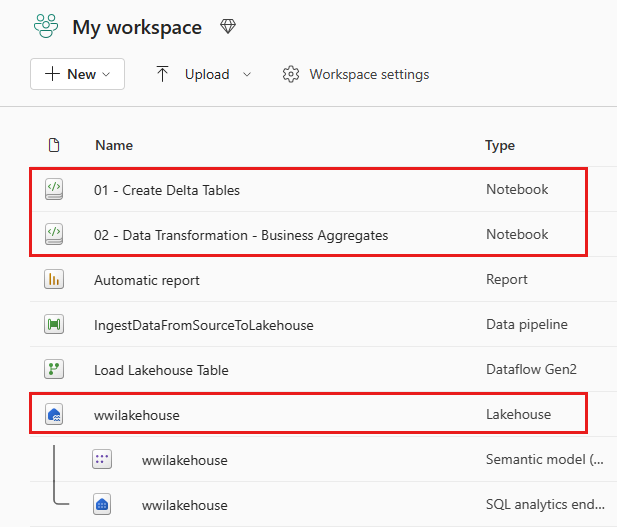 My workspace
New Upload Workspace settings
Name Type
01 - Create Delta Tables Notebook
02 - Data Transformation - Business Aggregates Notebook
Automatic report Report
IngestDataFromSourceToLakehouse Data pipeline
Load Lakehouse Table Dataflow Gen2
wwilakehouse Lakehouse
wwilakehouse Semantic model (...
wwilakehouse SQL analytics end...